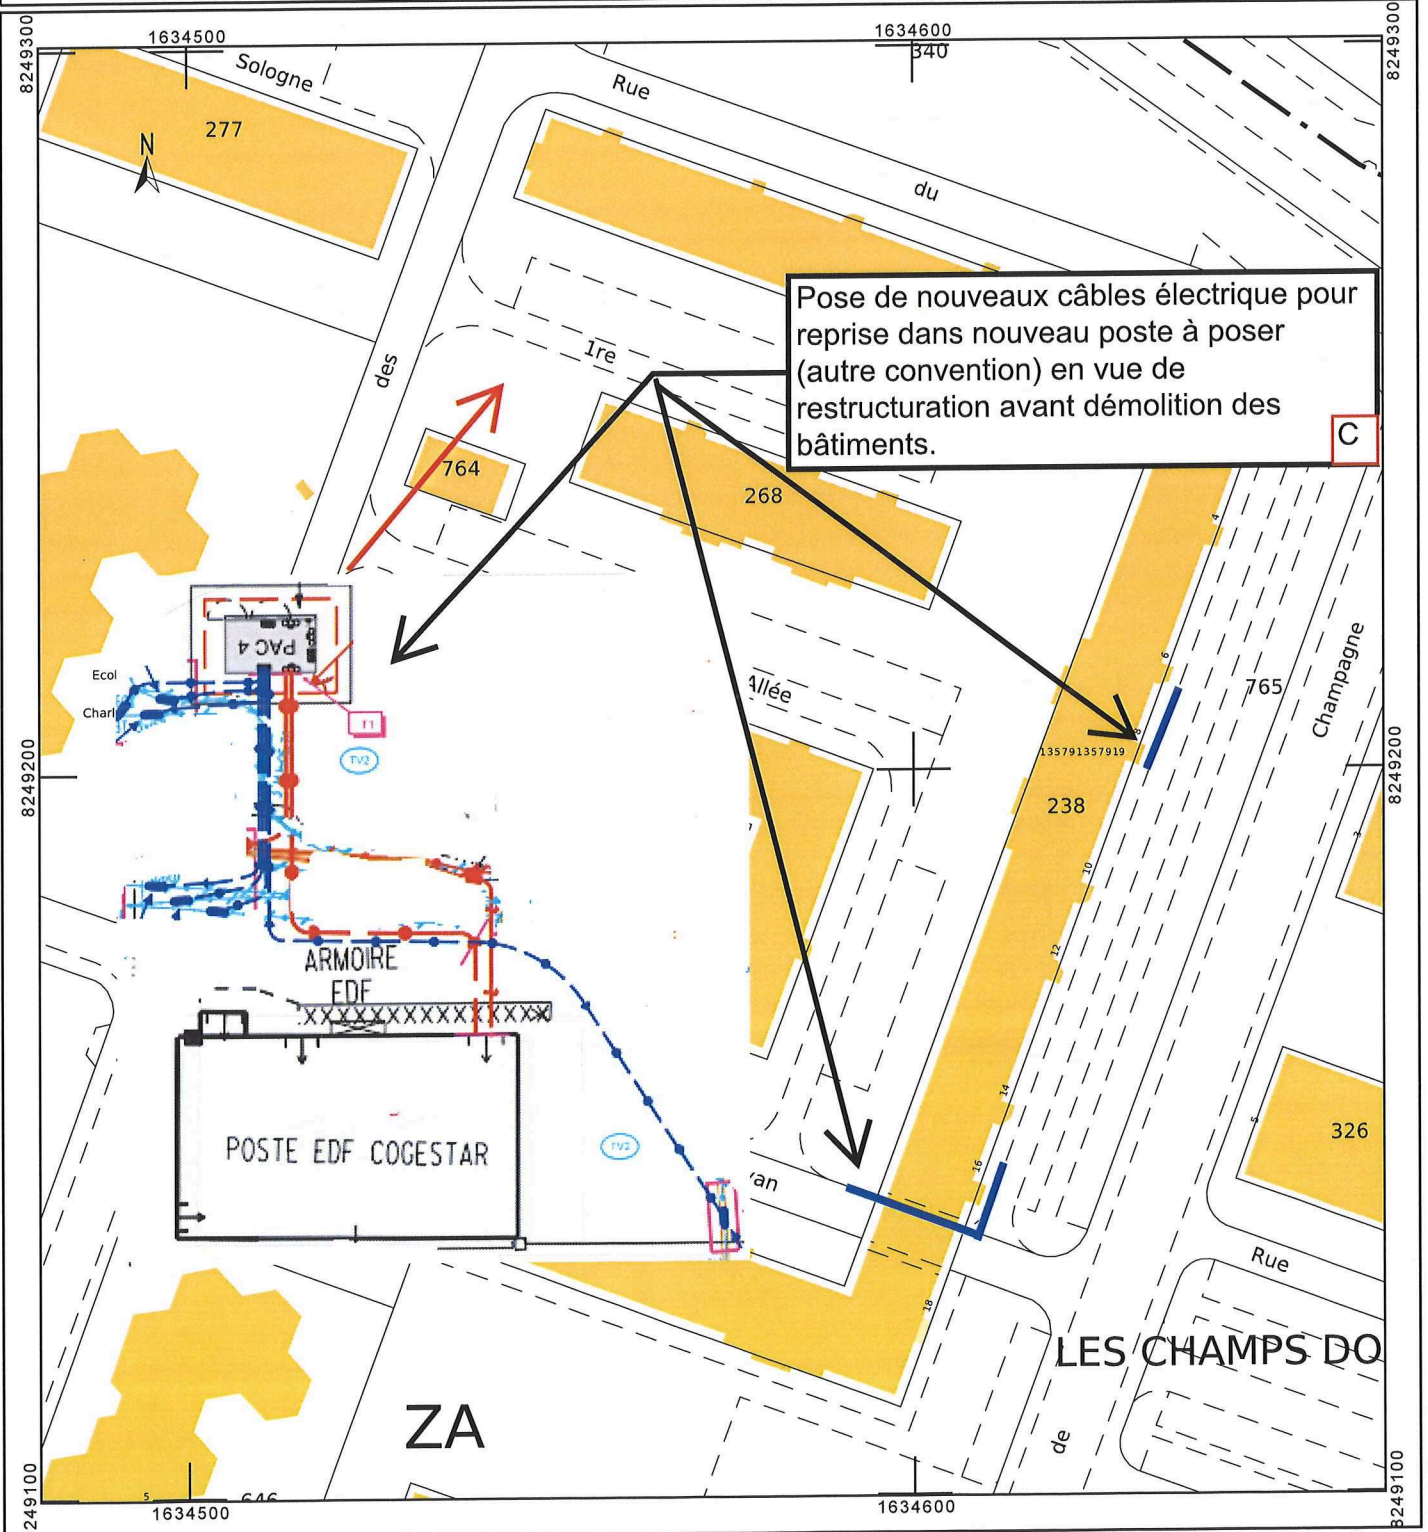 1634500
1634600
8249300
8249300
340
Sologne
Rue
277
N
du
des
1re
Pose de nouveaux câbles électrique pour
reprise dans nouveau poste à poser
(autre convention) en vue de
restructuration avant démolition des
bâtiments.
C
764
268
4
PAC 4
6
Ecol
Charl
T1
TV2
Allée
765
Champagne
8
135791357919
8249200
8249200
238
3
10
12
ARMOIRE
EDF
14
5
326
POSTE EDF COGESTAR
TV2
16
van
Rue
18
LES CHAMPS DO
ZA
de
249100
8249100
5
646
1634500
1634600